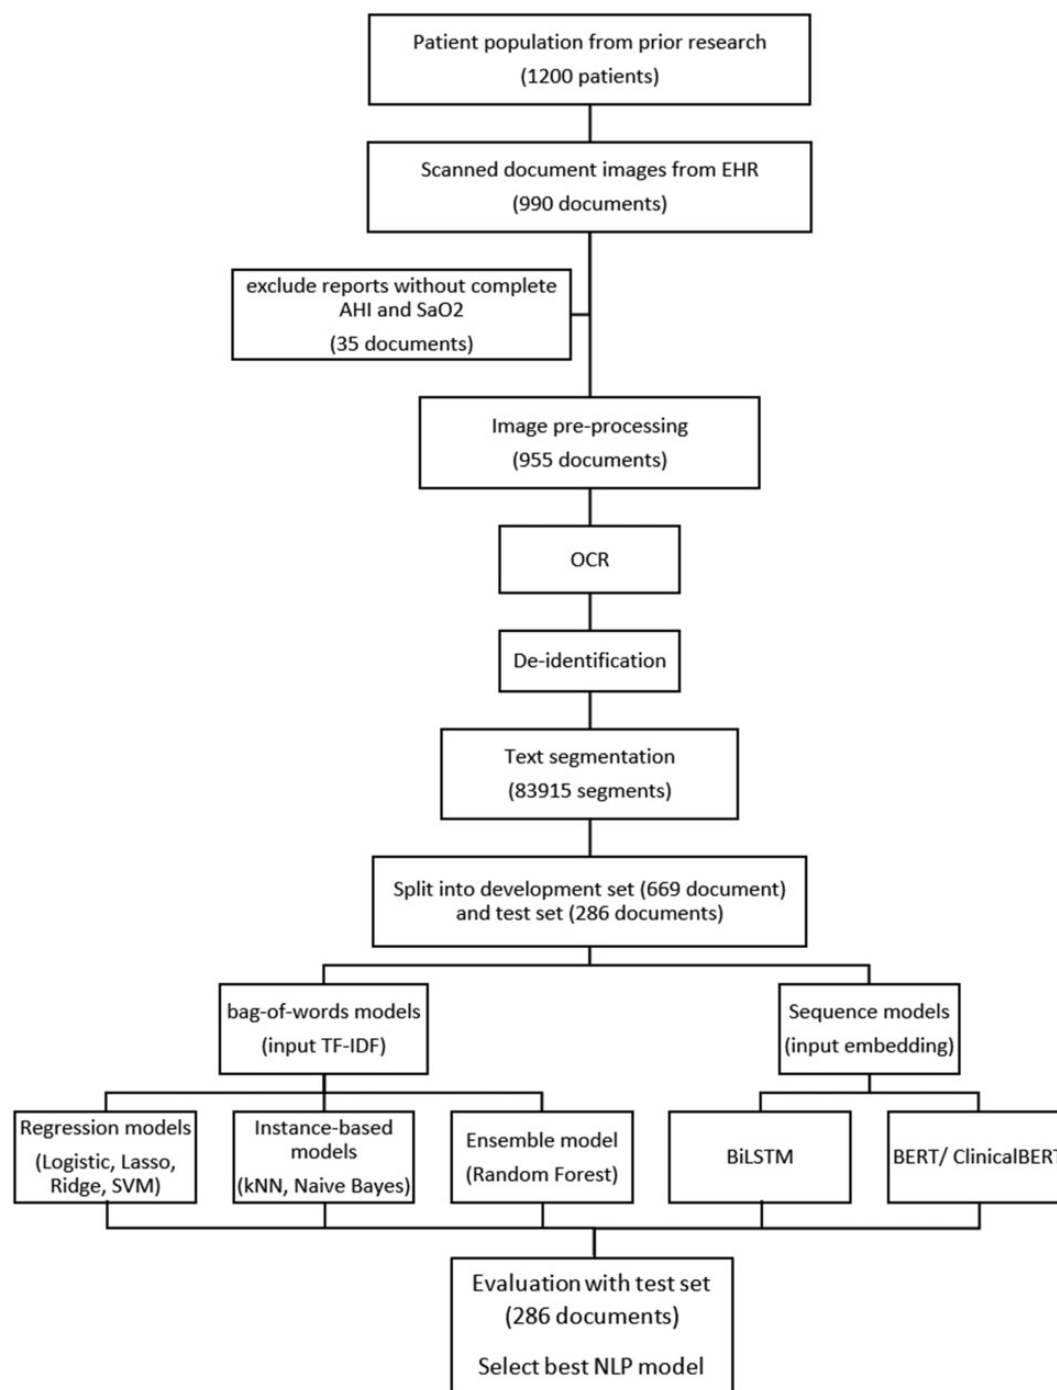 Patient population from prior research
(1200 patients)
Scanned document images from EHR
(990 documents)
exclude reports without complete
AHI and SaO2
(35 documents)
Image pre-processing
(955 documents)
OCR
De-identification
Text segmentation
(83915 segments)
Split into development set (669 document)
and test set (286 documents)
bag-of-words models
(input TF-IDF)
Sequence models
(input embedding)
Regression models
(Logistic, Lasso,
Ridge, SVM)
Instance-based
models
(kNN, Naive Bayes)
Ensemble model
(Random Forest)
BiLSTM
BERT/ ClinicalBERT
Evaluation with test set
(286 documents)
Select best NLP model